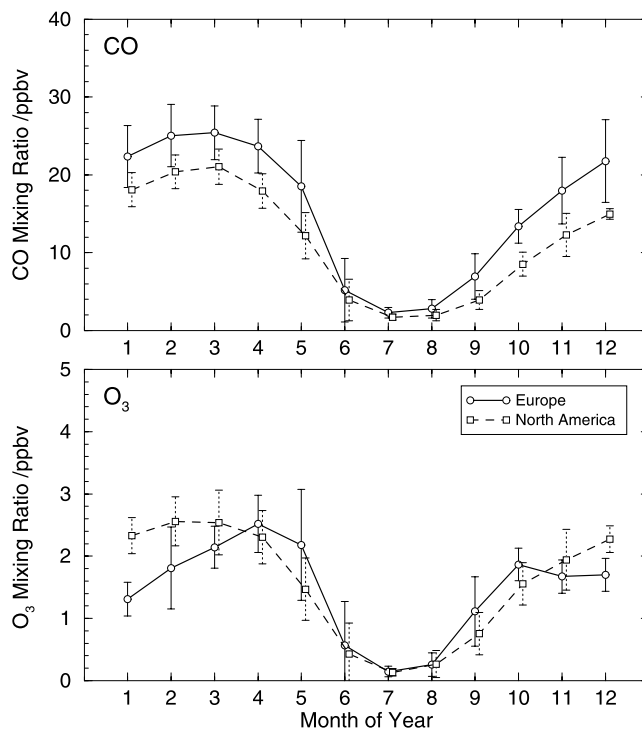 CO
CO Mixing Ratio /ppbv
40
30
20
10
0
1 2 3 4 5 6 7 8 9 10 11 12
O3
O3 Mixing Ratio /ppbv
5
4
3
2
1
0
Europe
North America
1 2 3 4 5 6 7 8 9 10 11 12
Month of Year